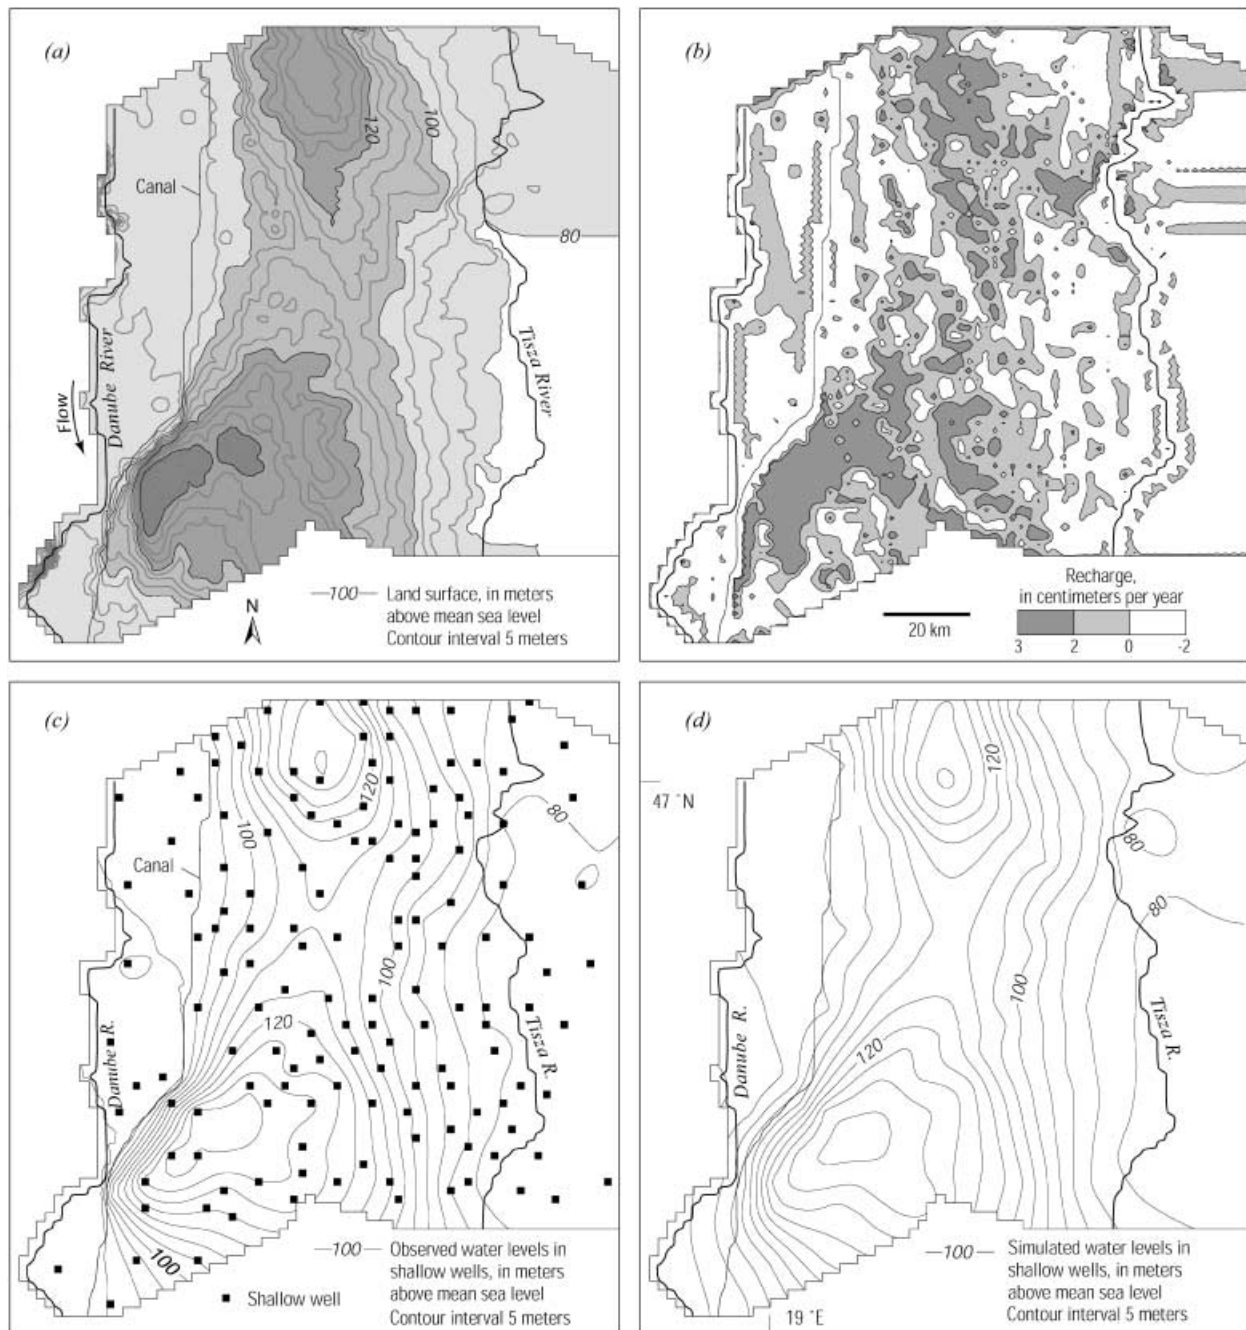 (a)
120
100
Canal
80
Danube River
Flow
Tisza River
N
—100— Land surface, in meters
above mean sea level
Contour interval 5 meters
(b)
20 km
Recharge,
in centimeters per year
3 2 0 -2
(c)
120
80
100
Canal
100
120
Danube R.
Tisza R.
100
Shallow well
—100— Observed water levels in
shallow wells, in meters
above mean sea level
Contour interval 5 meters
(d)
120
47 °N
80
80
100
120
Danube R.
Tisza R.
—100— Simulated water levels in
shallow wells, in meters
above mean sea level
Contour interval 5 meters
19 °E